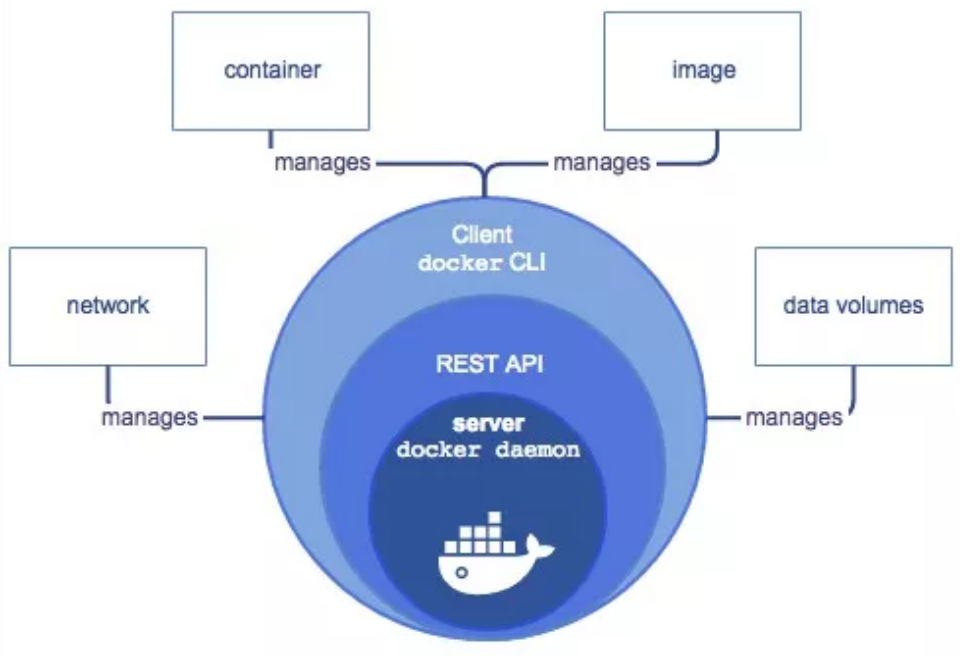 container
image
manages
manages
Client
docker CLI
network
data volumes
REST API
manages
manages
server
docker daemon